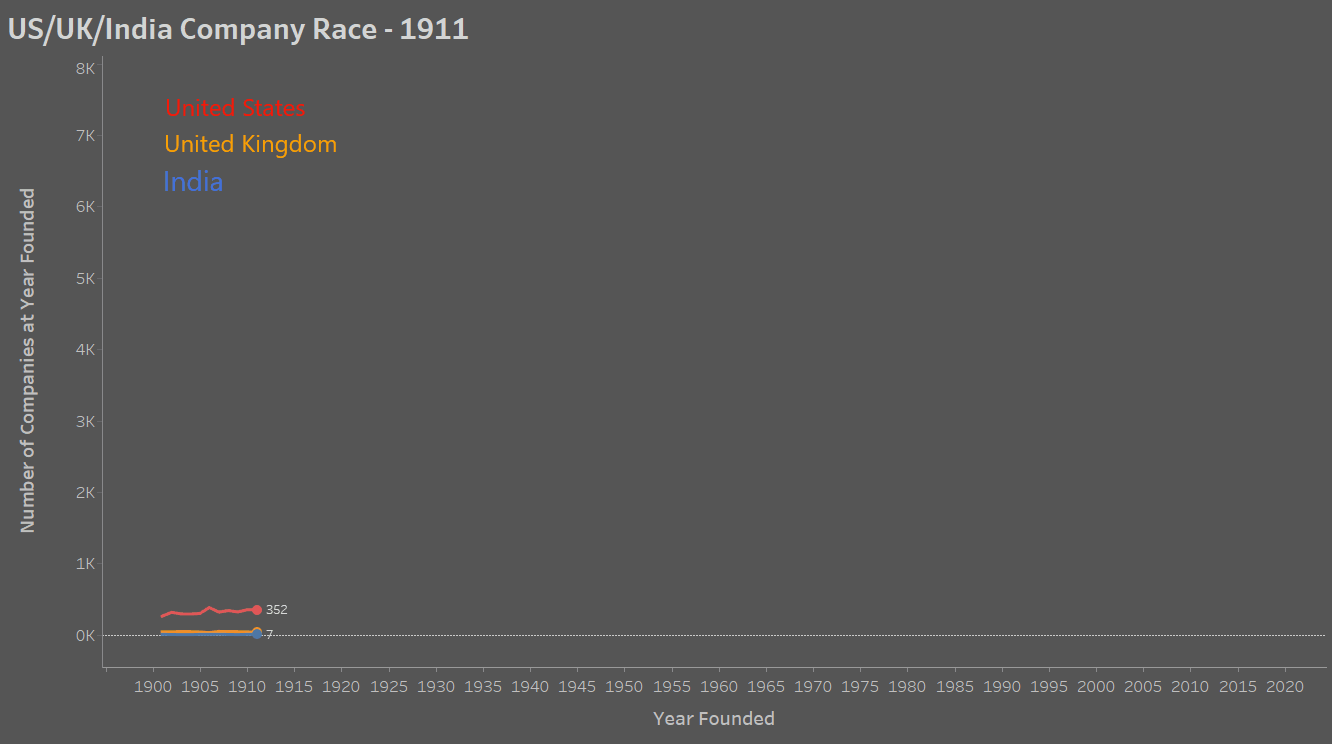 US/UK/India Company Race - 1911
8K
United States
7K
United Kingdom
India
6K
5K
4K
3K
2K
1K
0K
Number of Companies at Year Founded
352
7
1900 1905 1910 1915 1920 1925 1930 1935 1940 1945 1950 1955 1960 1965 1970 1975 1980 1985 1990 1995 2000 2005 2010 2015 2020
Year Founded